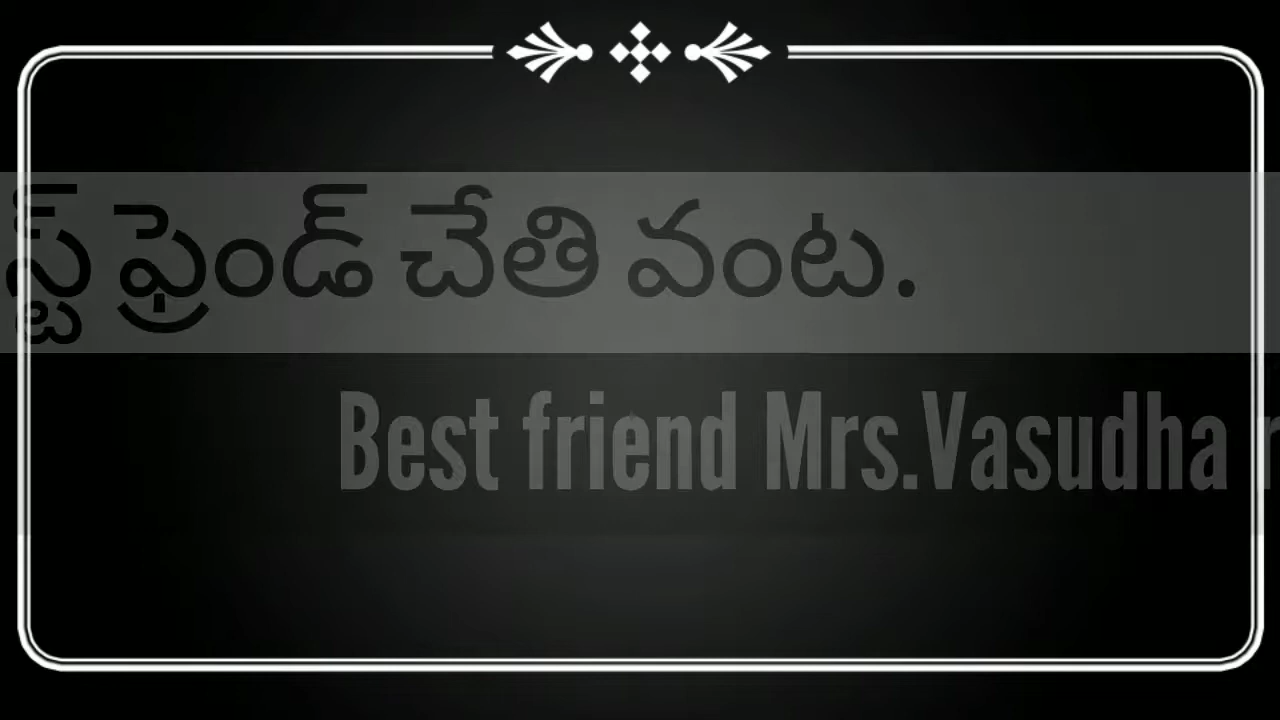 స్ట్ ఫ్రెండ్ చేతి వంట.
Best friend Mrs.Vasudha